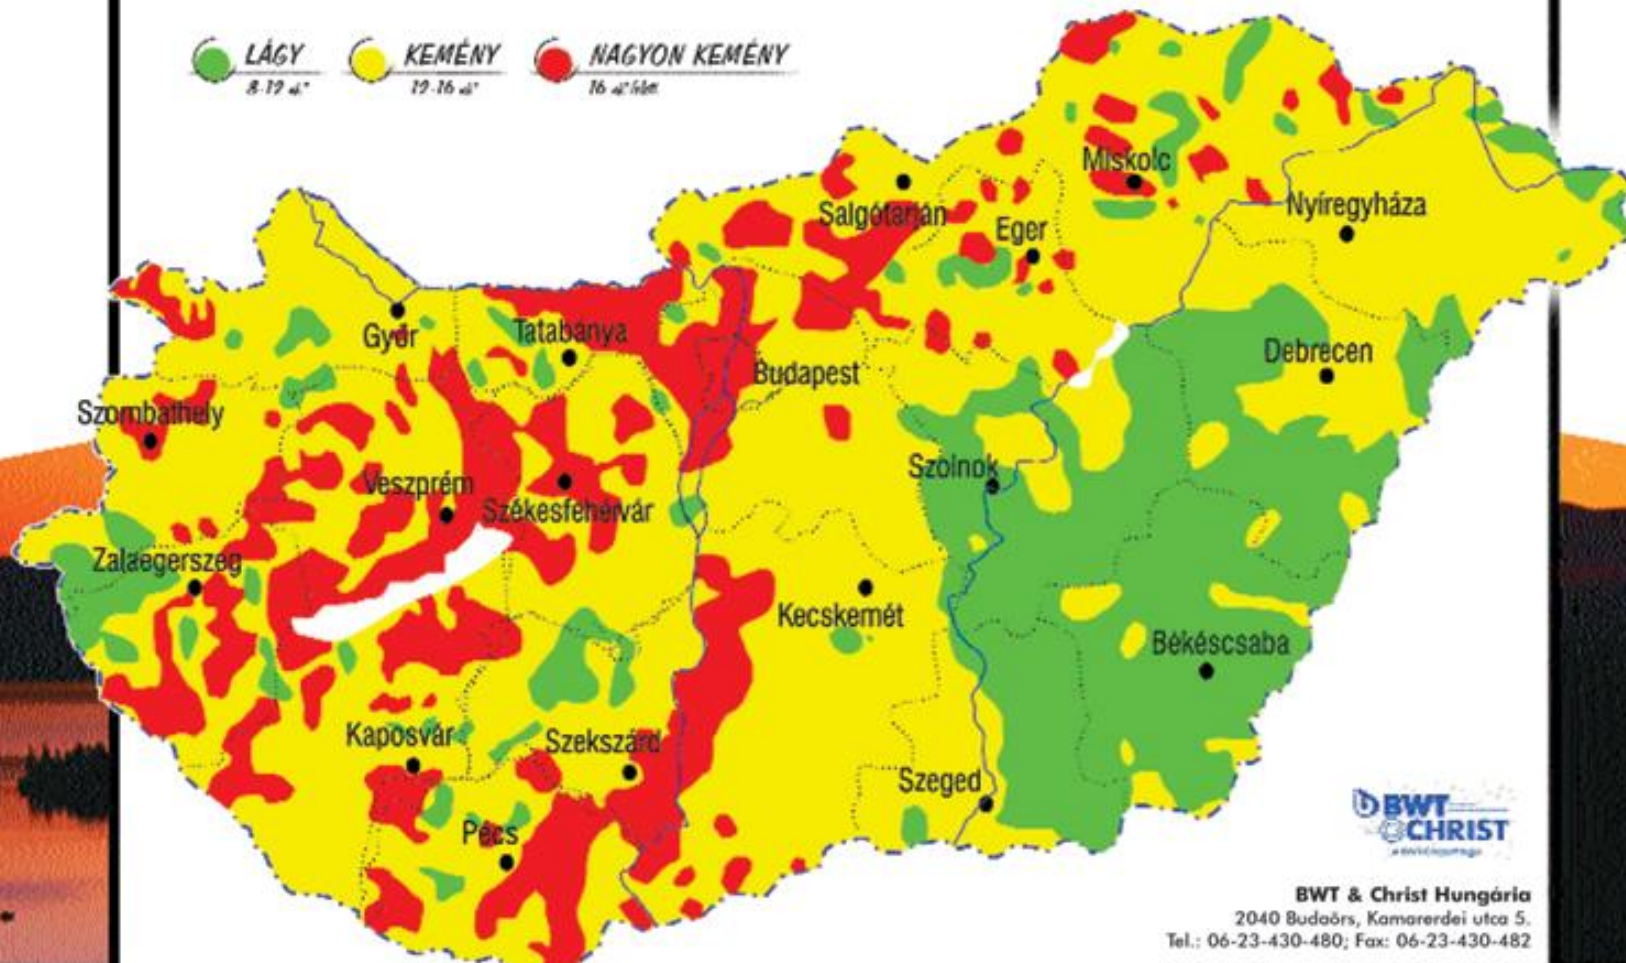 LÁGY
KEMÉNY
NAGYON KEMÉNY
Miskolc
Salgótarján
Nyíregyháza
Eger
Győr
Tatabánya
Debrecen
Budapest
Szombathely
Szolnok
Veszprém
Székesfehérvár
Zalaegerszeg
Kecskemét
Békéscsaba
Kaposvár
Szekszárd
Szeged
Pécs
BWT
CHRIST
BWT & Christ Hungária
2040 Budaörs, Kamarerdei utca 5.
Tel.: 06-23-430-480; Fax: 06-23-430-482